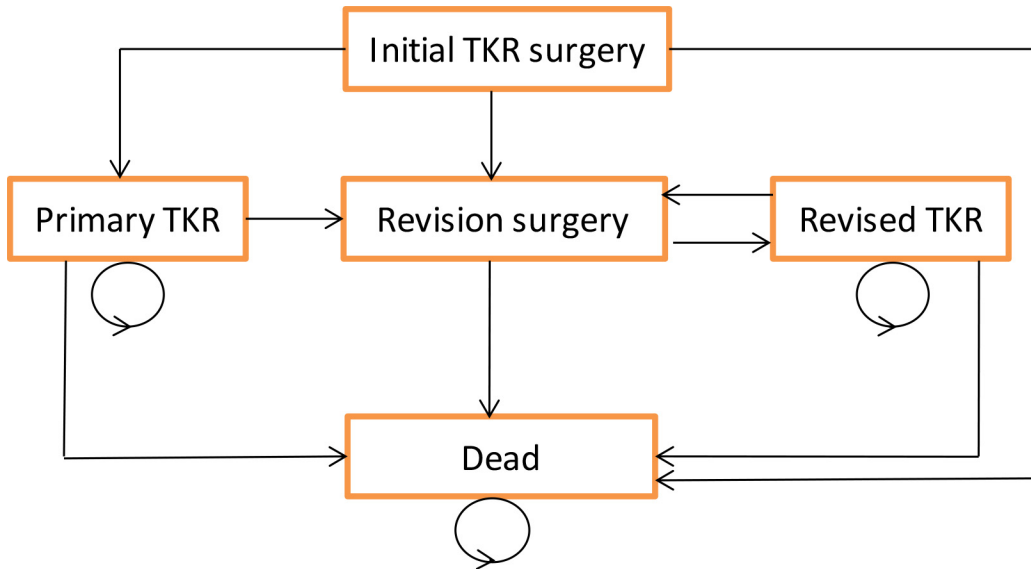 Initial TKR surgery
Primary TKR
Revision surgery
Revised TKR
Dead